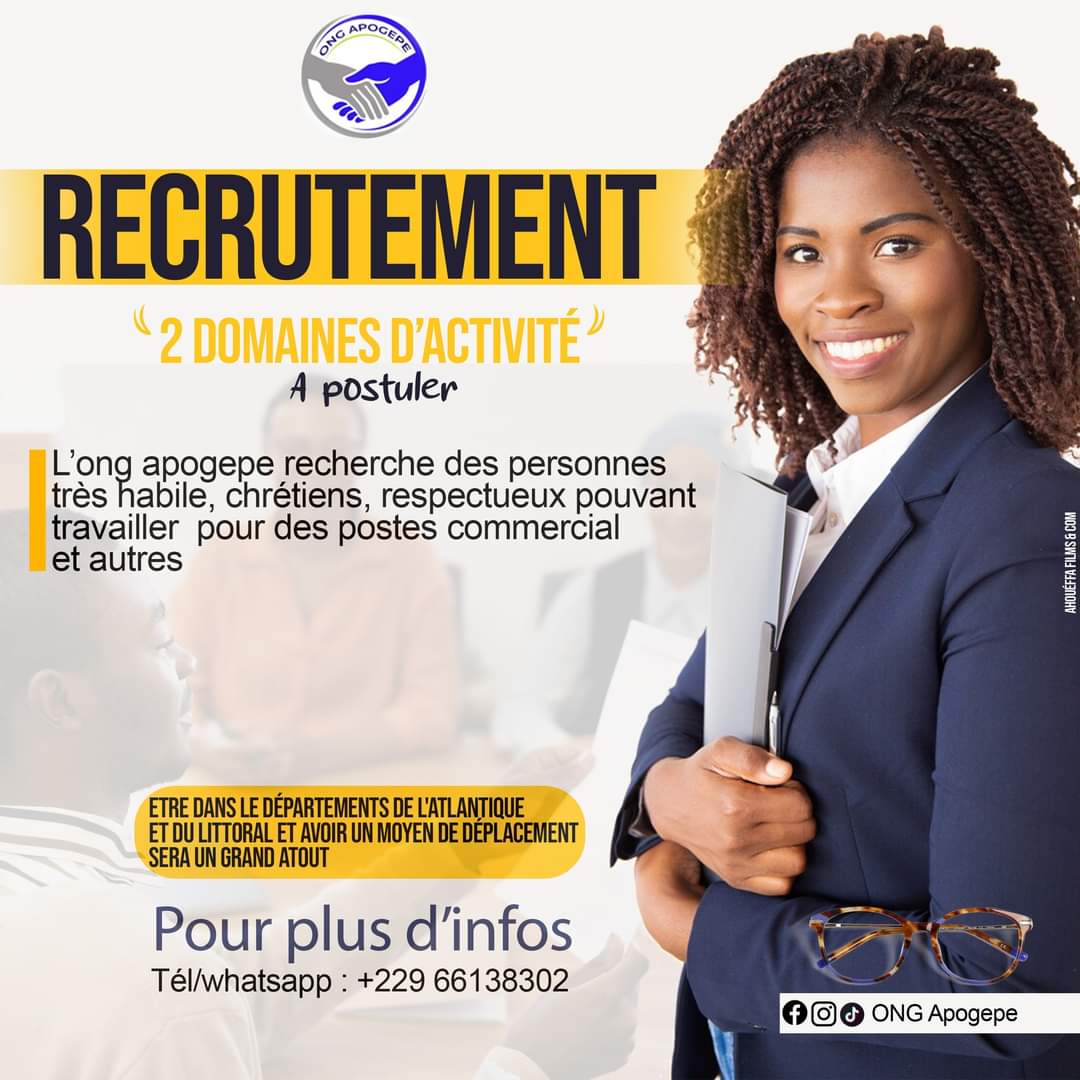 ONG APOGEPE
RECRUTEMENT
"2 DOMAINES D'ACTIVITÉ"
A postuler
L'ong apogepe recherche des personnes
très habile, chrétiens, respectueux pouvant
travailler pour des postes commercial
et autres
AHOUÉFFA FILMS & COM
ETRE DANS LE DÉPARTEMENTS DE L'ATLANTIQUE
ET DU LITTORAL ET AVOIR UN MOYEN DE DÉPLACEMENT
SERA UN GRAND ATOUT
Pour plus d'infos
Tél/whatsapp : +229 66138302
ONG Apogepe